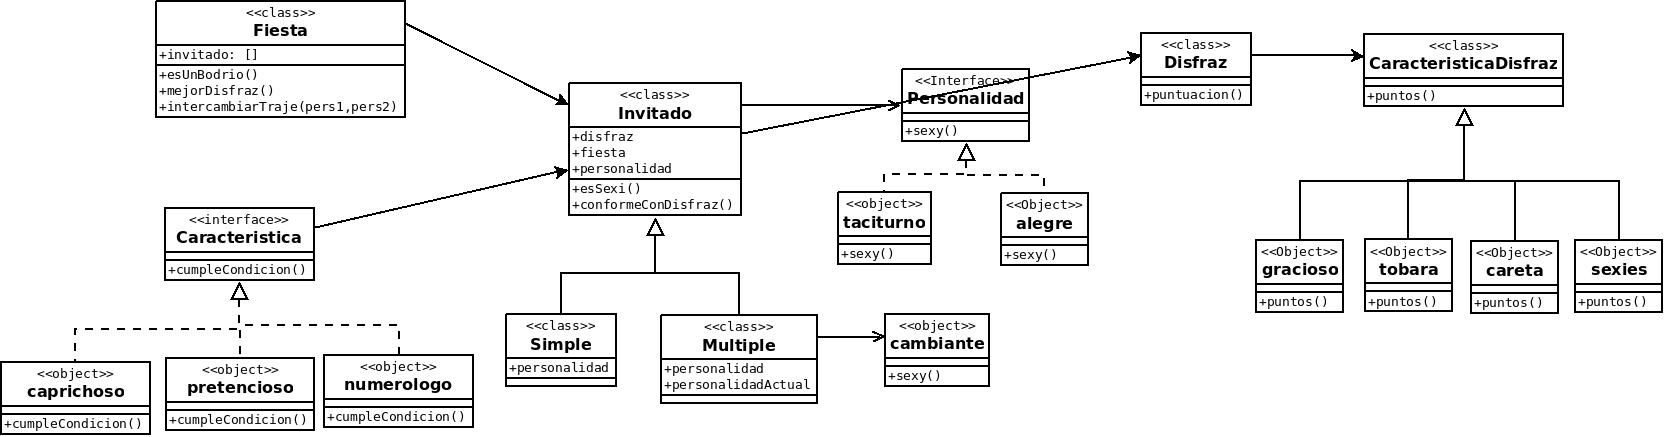 <<class>>
Fiesta
+invitado: []
+esUnBodrio()
+mejorDisfraz()
+intercambiarTraje(pers1,pers2)
<<class>>
Invitado
+disfraz
+fiesta
+personalidad
+esSexi()
+conformeConDisfraz()
<<Interface>>
Personalidad
+sexy()
<<class>>
Disfraz
+puntuacion()
<<class>>
CaracteristicaDisfraz
+puntos()
<<interface>>
Caracteristica
+cumpleCondicion()
<<object>>
taciturno
+sexy()
<<Object>>
alegre
+sexy()
<<Object>>
gracioso
+puntos()
<<Object>>
tobara
+puntos()
<<Object>>
careta
+puntos()
<<Object>>
sexies
+puntos()
<<object>>
caprichoso
+cumpleCondicion()
<<object>>
pretencioso
+cumpleCondicion()
<<object>>
numerologo
+cumpleCondicion()
<<class>>
Simple
+personalidad
<<class>>
Multiple
+personalidad
+personalidadActual
<<object>>
cambiante
+sexy()